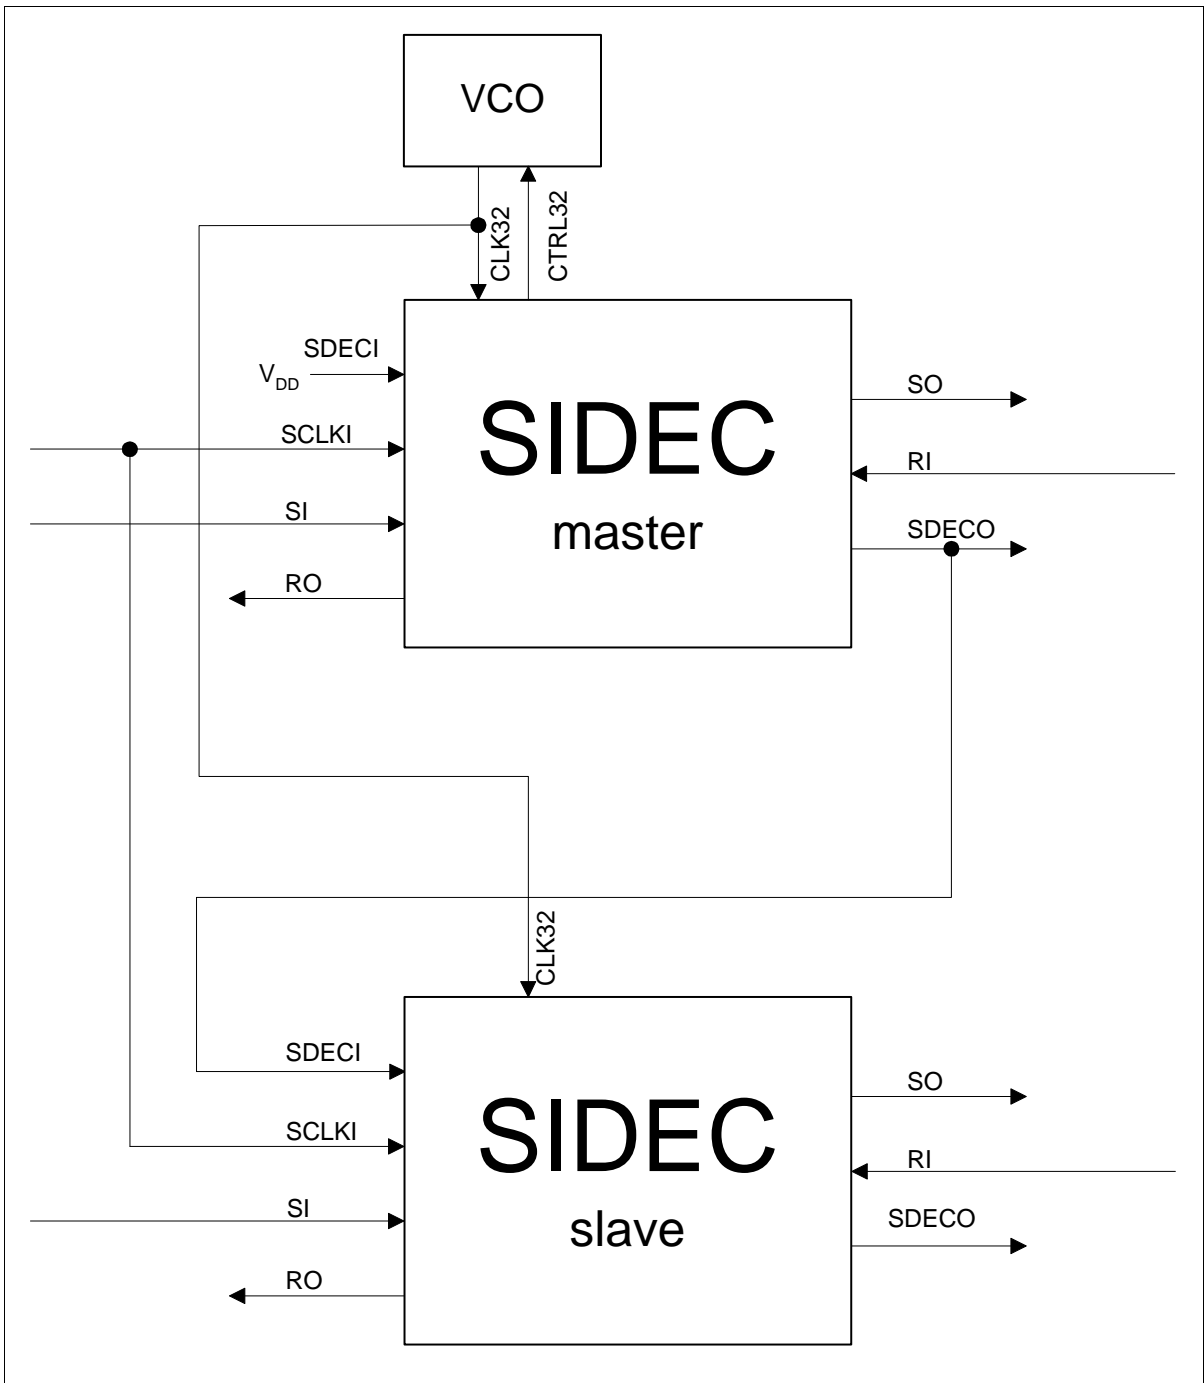 VCO
CLK32
CTRL32
SDECI
VDD
SCLKI
SI
RO
SIDEC
master
SO
RI
SDECO
CLK32
SDECI
SCLKI
SI
RO
SIDEC
slave
SO
RI
SDECO